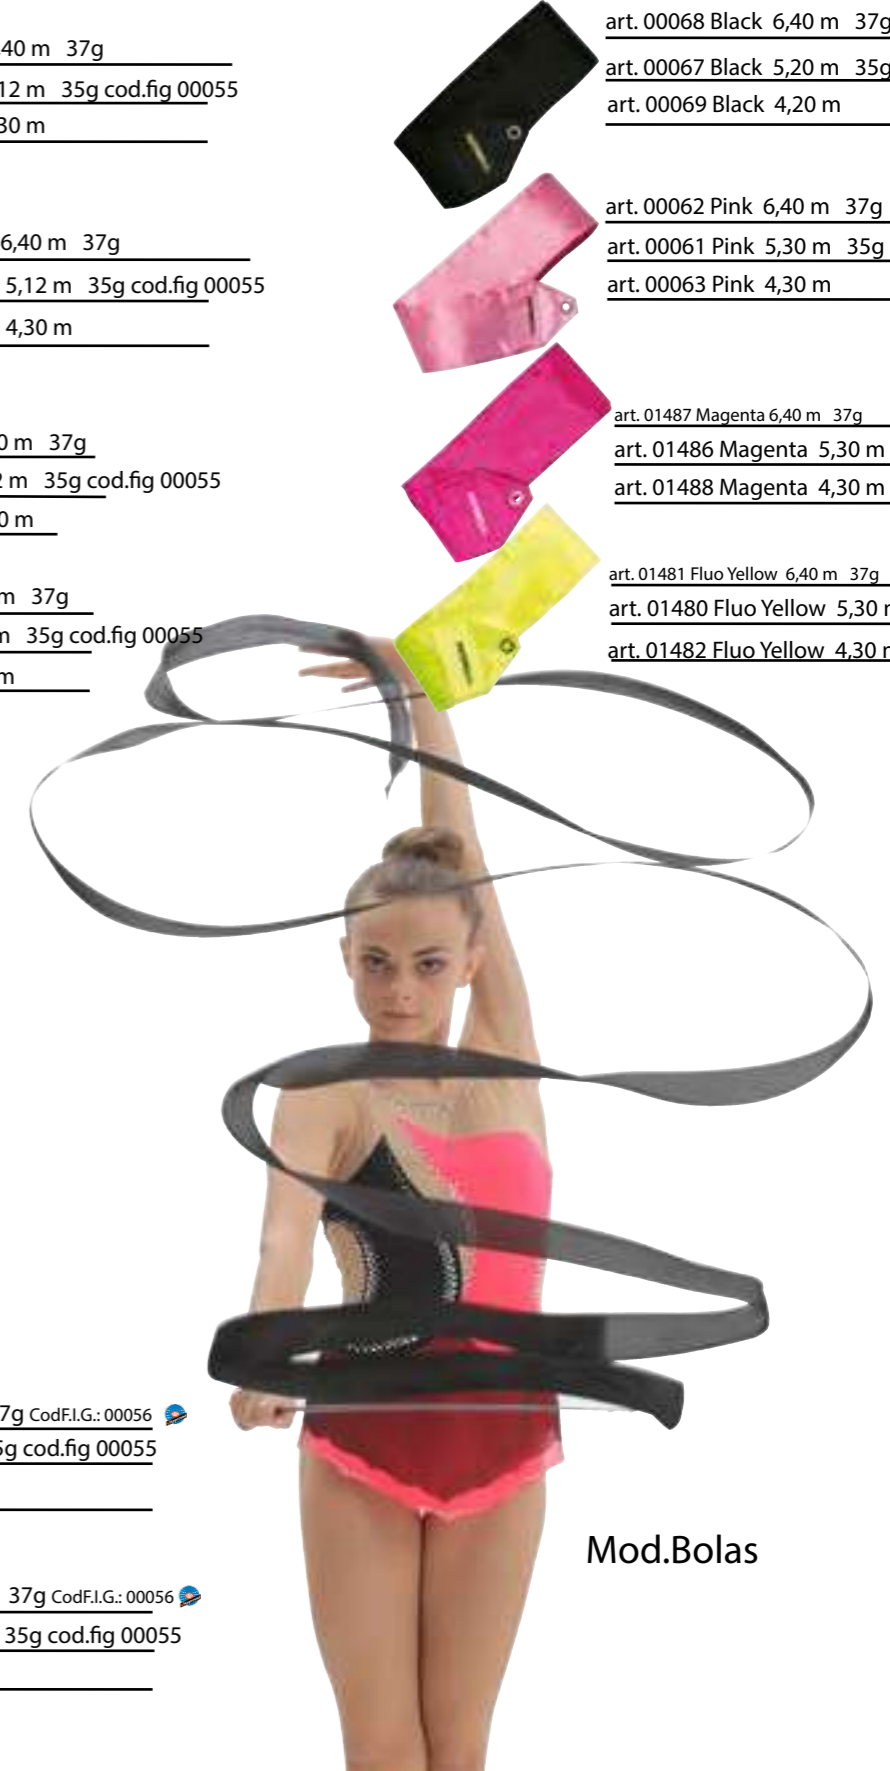 ,40 m 37g
12 m 35g cod.fig 00055
30 m
6,40 m 37g
5,12 m 35g cod.fig 00055
4,30 m
0 m 37g
2 m 35g cod.fig 00055
0 m
m 37g
m 35g cod.fig 00055
m
7g CodF.I.G.: 00056
5g cod.fig 00055
37g CodF.I.G.: 00056
35g cod.fig 00055
art. 00068 Black 6,40 m 37g
art. 00067 Black 5,20 m 35g
art. 00069 Black 4,20 m
art. 00062 Pink 6,40 m 37g
art. 00061 Pink 5,30 m 35g
art. 00063 Pink 4,30 m
art. 01487 Magenta 6,40 m 37g
art. 01486 Magenta 5,30 m
art. 01488 Magenta 4,30 m
art. 01481 Fluo Yellow 6,40 m 37g
art. 01480 Fluo Yellow 5,30 m
art. 01482 Fluo Yellow 4,30 m
Mod.Bolas